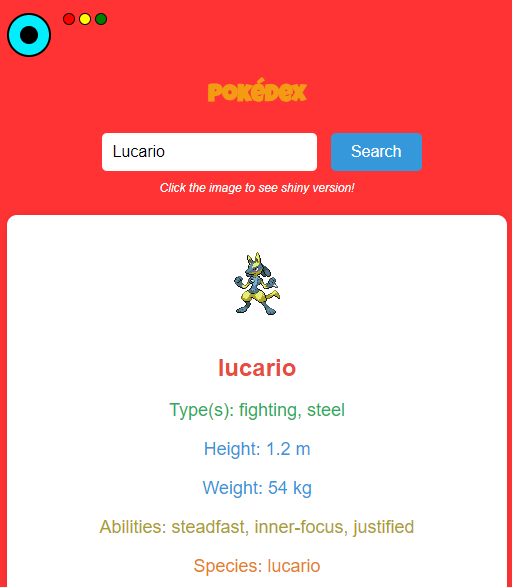 Pokédex
Lucario
Search
Click the image to see shiny version!
lucario
Type(s): fighting, steel
Height: 1.2 m
Weight: 54 kg
Abilities: steadfast, inner-focus, justified
Species: lucario